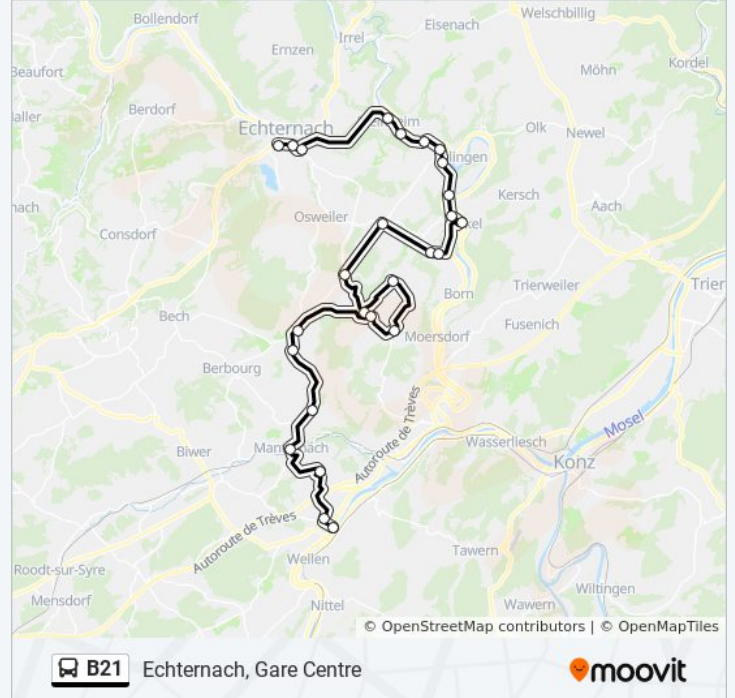 Bollendorf
Welschbillig
Irrel
Eisenach
Ernzen
Kordel
Beaufort
Möhn
Berdorf
Echternach
Olk
Newel
Kersch
Aach
Osweiler
Consdorf
Born
Trierweiler
Trier
Bech
Fusenich
Moersdorf
Berbourg
Autoroute de Trèves
Mosel
Biwer
Wasserliesch
Konz
Autoroute de Trèves
Wellen
Tawern
Roodt-sur-Syre
Wiltingen
Mensdorf
Nittel
Wawern
© OpenStreetMap contributors | © OpenMapTiles
B21 Echternach, Gare Centre
moovit